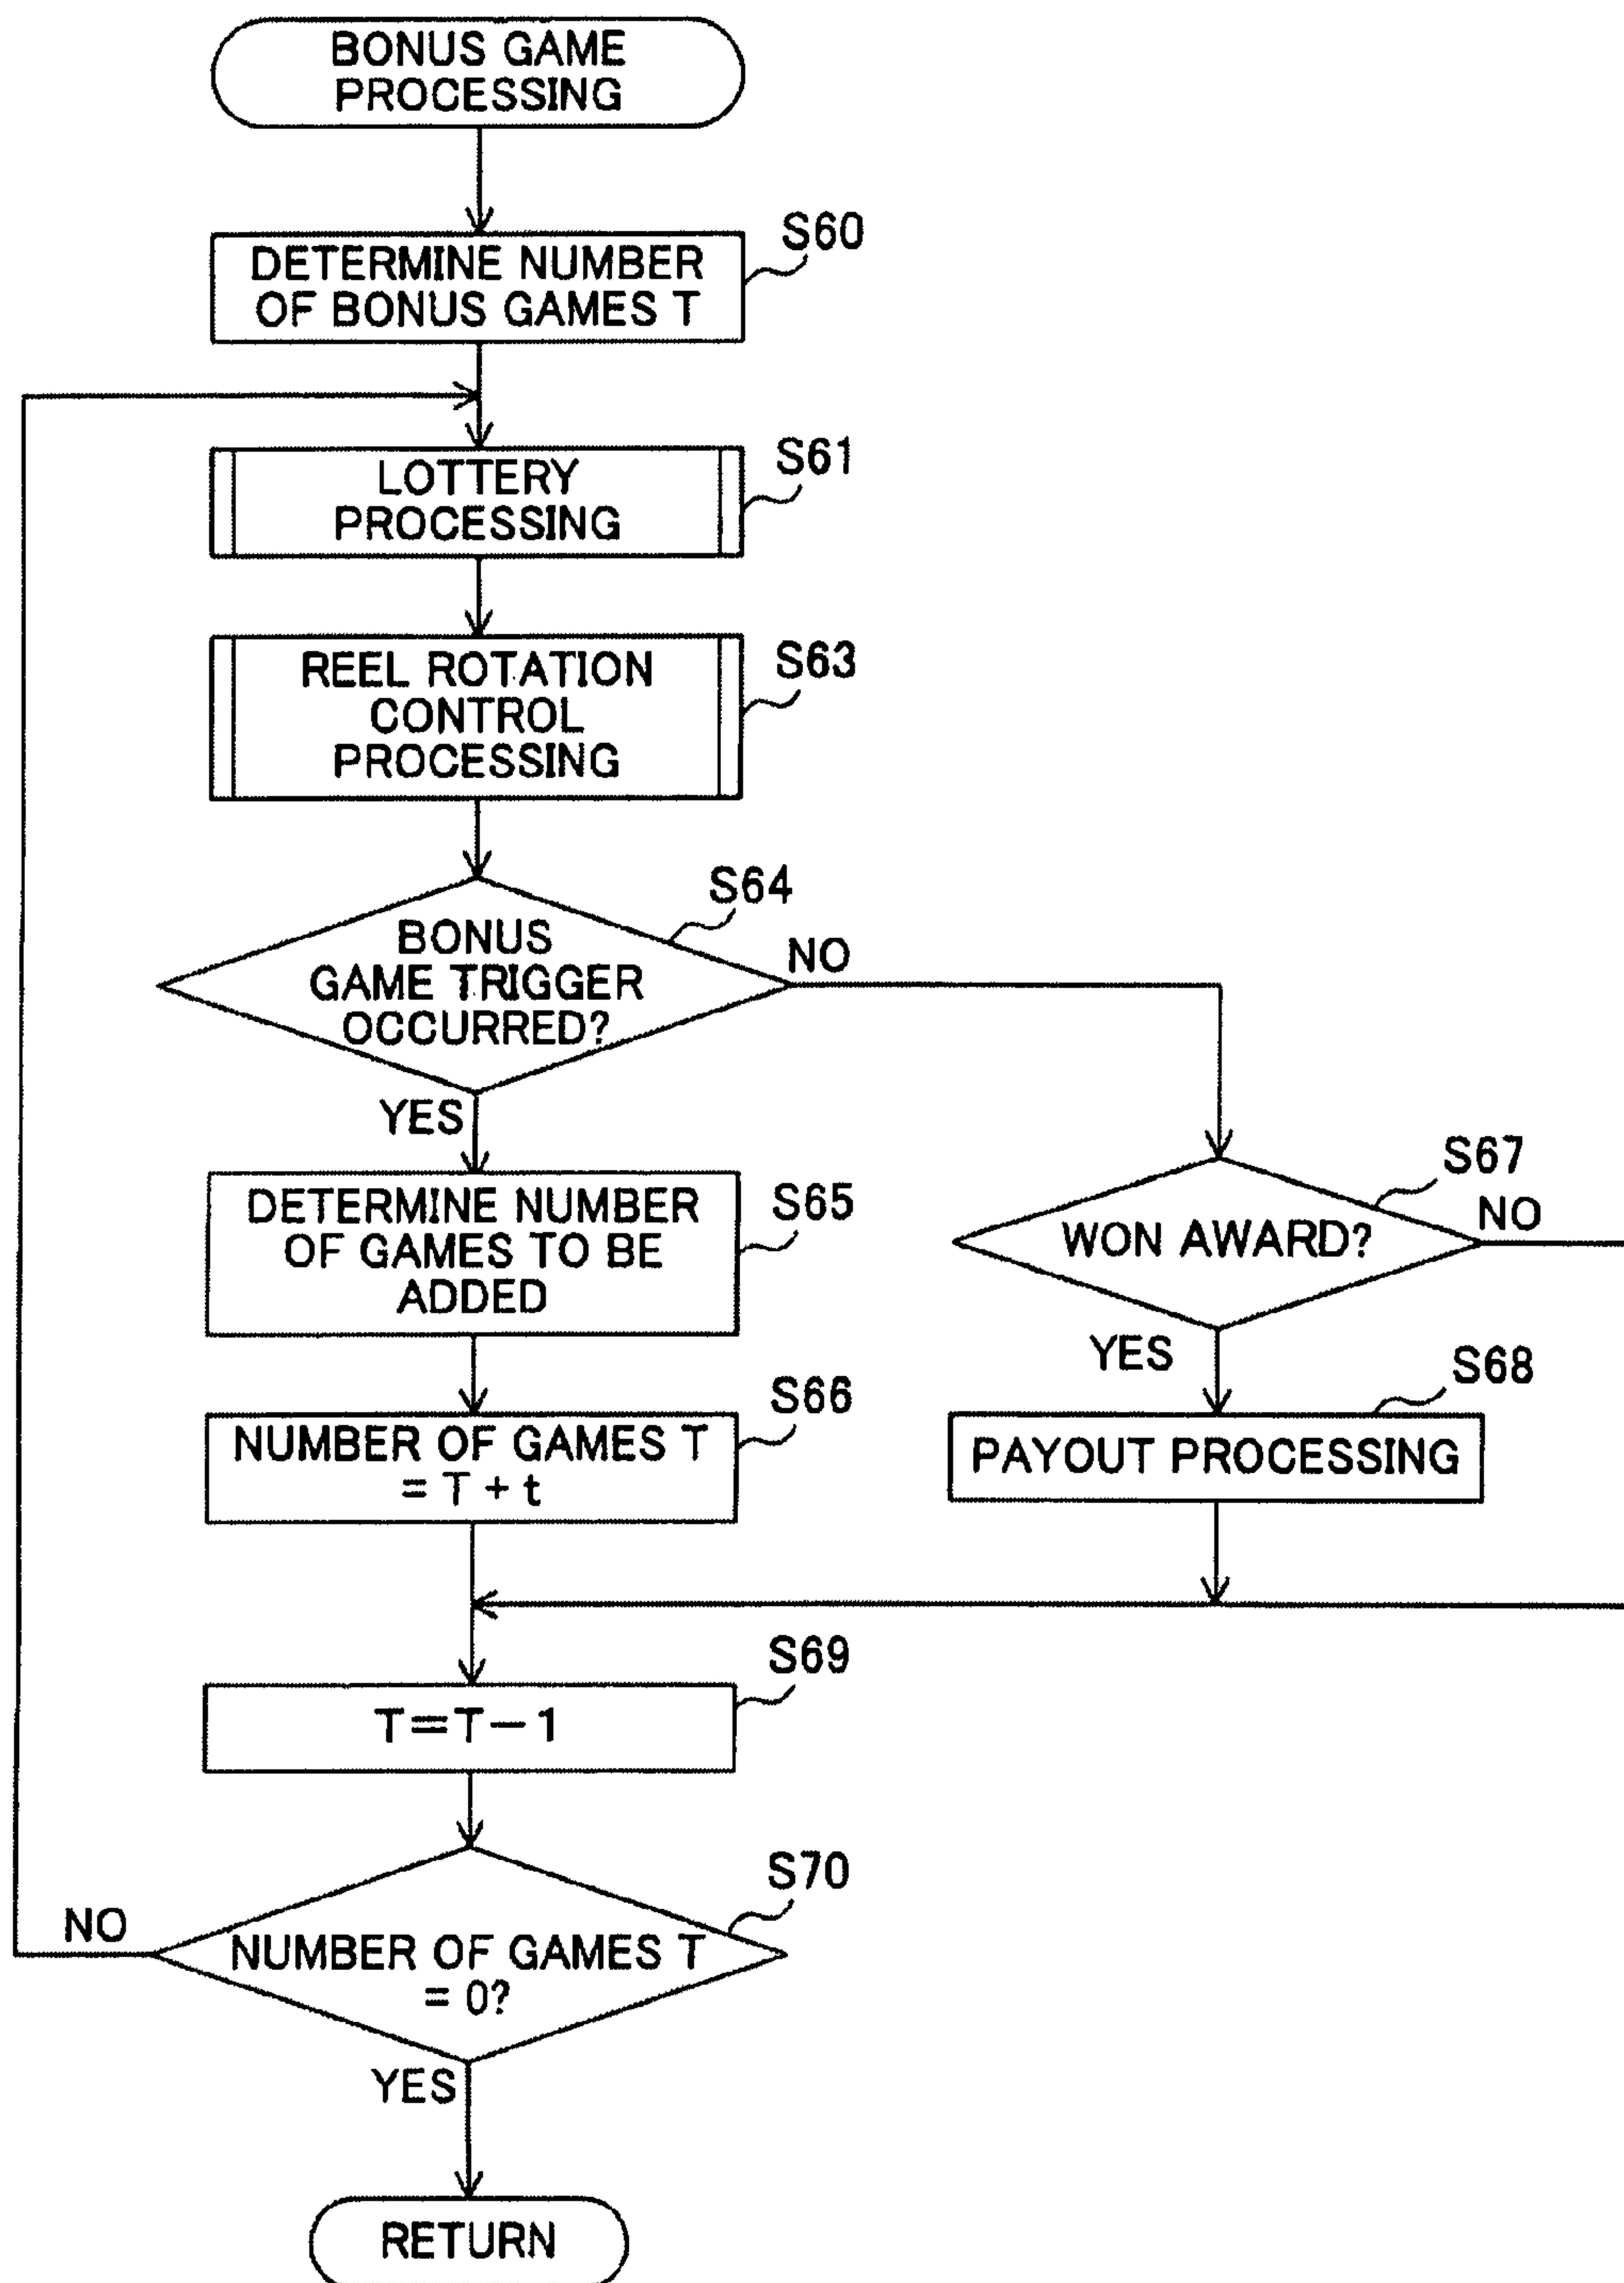 BONUS GAME
PROCESSING
S60
DETERMINE NUMBER
OF BONUS GAMES T
S61
LOTTERY
PROCESSING
S63
REEL ROTATION
CONTROL
PROCESSING
S64
BONUS
GAME TRIGGER
OCCURRED?
NO
YES
S65
DETERMINE NUMBER
OF GAMES TO BE
ADDED
S67
WON AWARD?
NO
YES
S66
NUMBER OF GAMES T
= T + t
S68
PAYOUT PROCESSING
S69
T=T-1
S70
NUMBER OF GAMES T
= 0?
NO
YES
RETURN